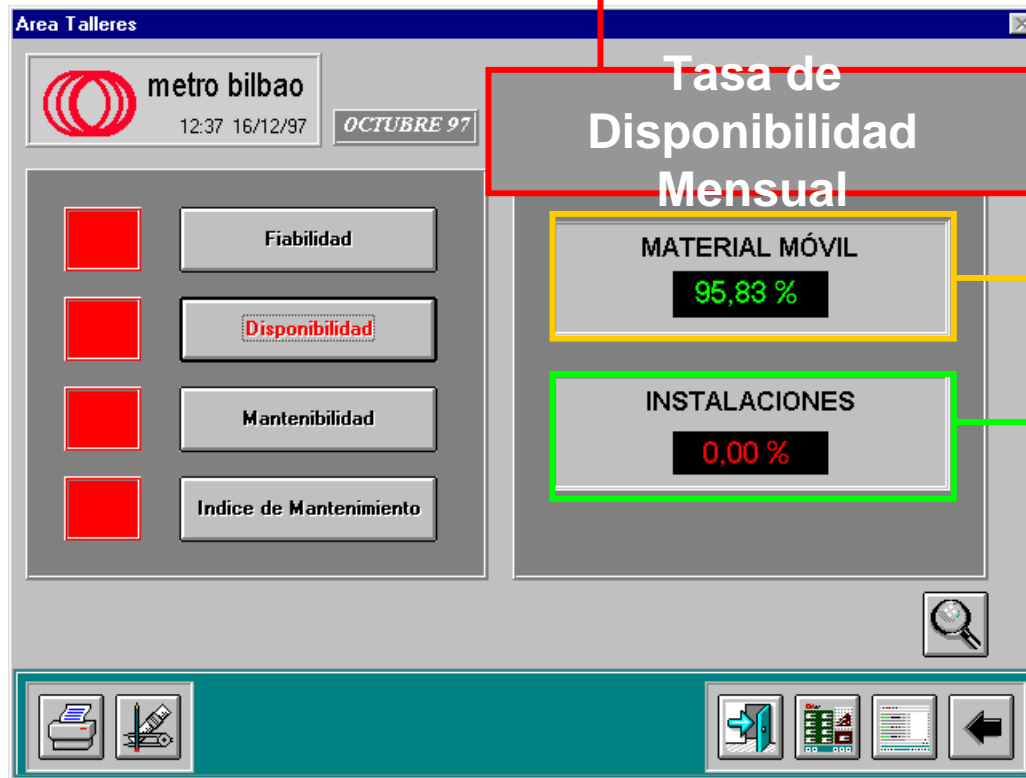 Area Talleres
metro bilbao
12:37 16/12/97
OCTUBRE 97
Tasa de
Disponibilidad
Mensual
Fiabilidad
Disponibilidad
Mantenibilidad
Indice de Mantenimiento
MATERIAL MÓVIL
95,83 %
INSTALACIONES
0,00 %